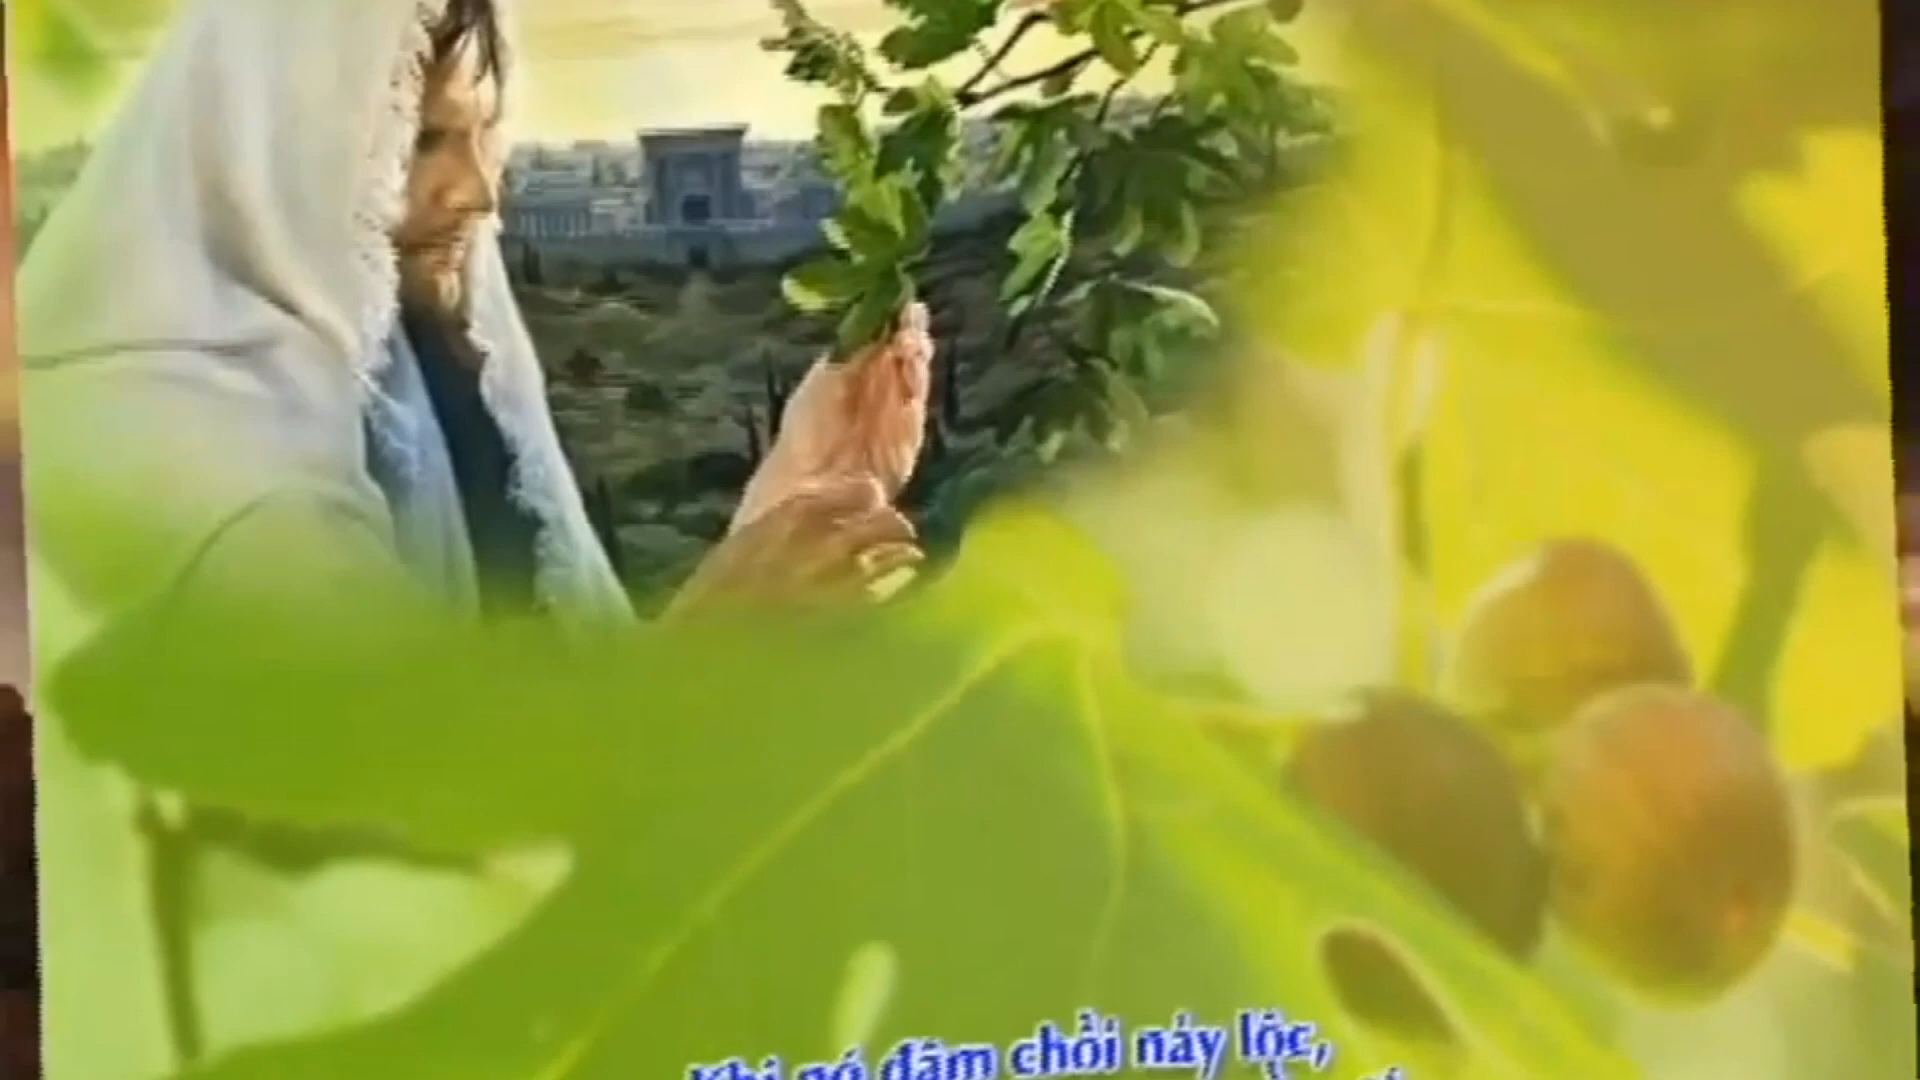 Khi nó đâm chồi nảy lộc,